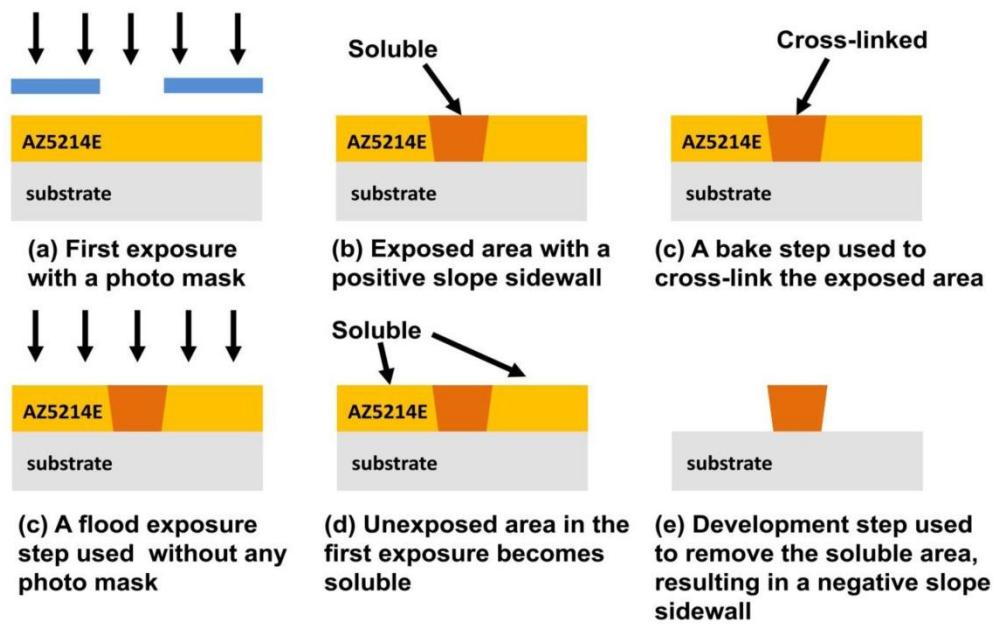 AZ5214E
substrate
(a) First exposure
with a photo mask
Soluble
AZ5214E
substrate
(b) Exposed area with a
positive slope sidewall
Cross-linked
AZ5214E
substrate
(c) A bake step used to
cross-link the exposed area
AZ5214E
substrate
(c) A flood exposure
step used without any
photo mask
Soluble
AZ5214E
substrate
(d) Unexposed area in the
first exposure becomes
soluble
substrate
(e) Development step used
to remove the soluble area,
resulting in a negative slope
sidewall